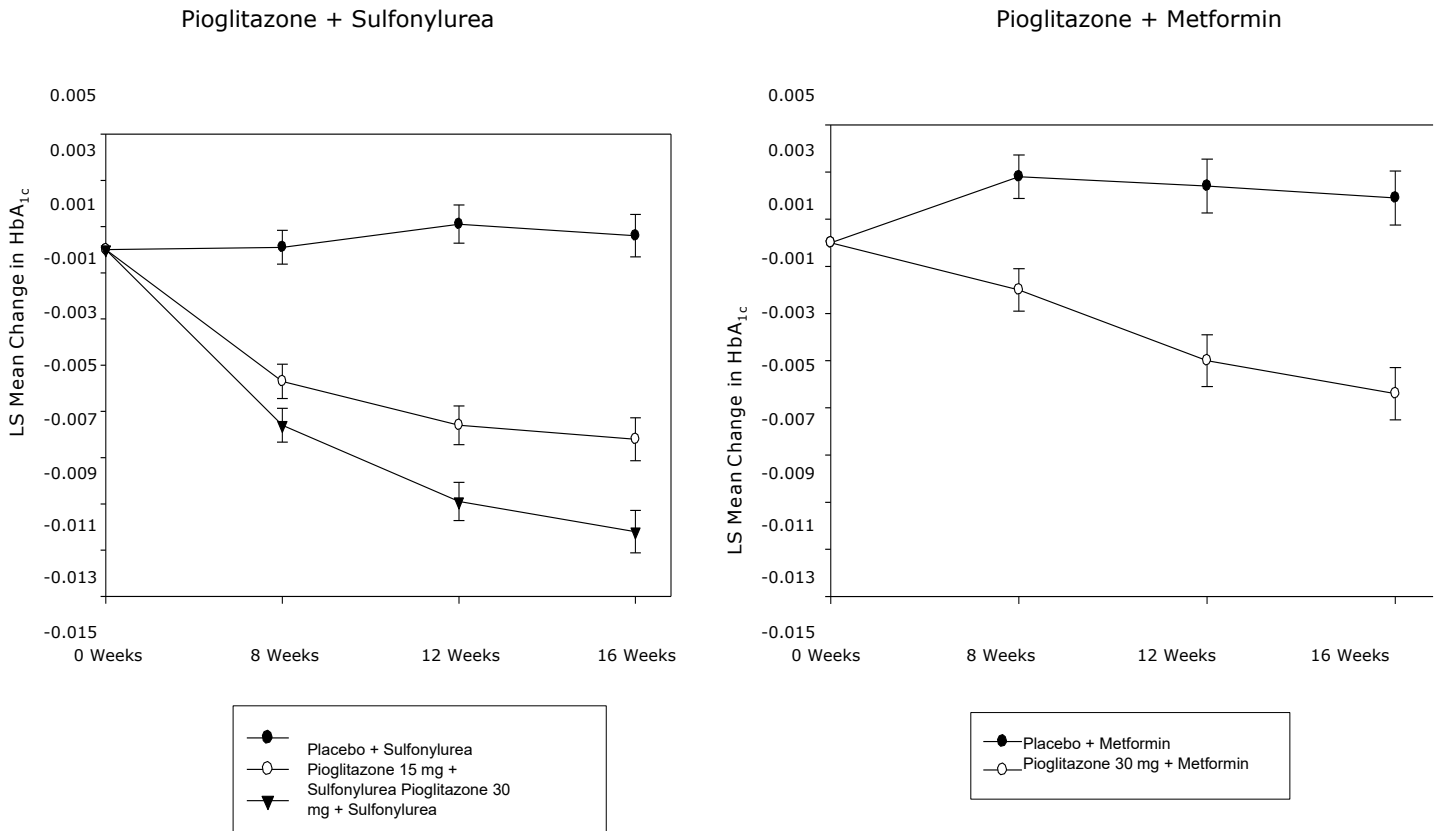 Pioglitazone + Sulfonylurea
0.005
0.003
0.001
-0.001
-0.003
-0.005
-0.007
-0.009
-0.011
-0.013
-0.015
LS Mean Change in HbA1c
0 Weeks 8 Weeks 12 Weeks 16 Weeks
Placebo + Sulfonylurea
Pioglitazone 15 mg +
Sulfonylurea Pioglitazone 30
mg + Sulfonylurea
Pioglitazone + Metformin
0.005
0.003
0.001
-0.001
-0.003
-0.005
-0.007
-0.009
-0.011
-0.013
-0.015
LS Mean Change in HbA1c
0 Weeks 8 Weeks 12 Weeks 16 Weeks
Placebo + Metformin
Pioglitazone 30 mg + Metformin